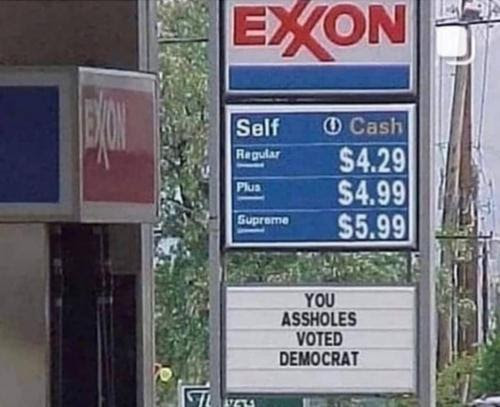 EXXON
EXXON
Self Cash
Regular $4.29
Plus $4.99
Supreme $5.99
YOU
ASSHOLES
VOTED
DEMOCRAT